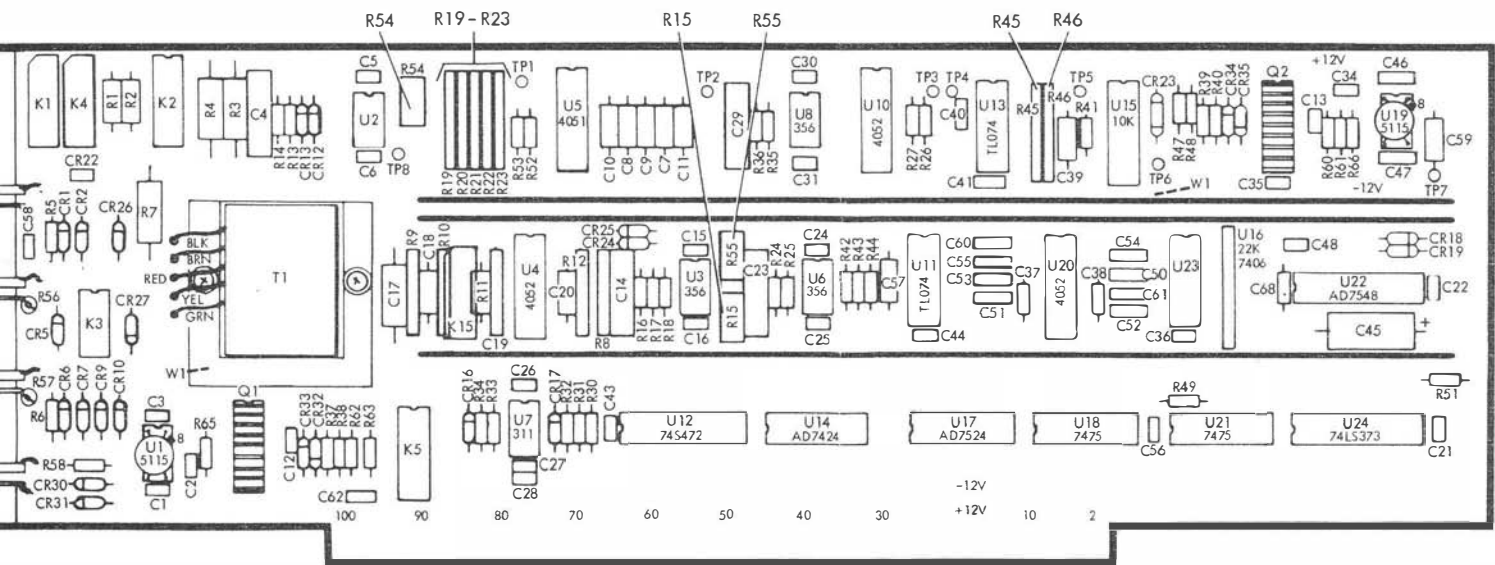 R54 R19-R23 R15 R55 R45 R46
K1 K4 R1 R2 K2 R4 R3 C4 R14 R13 CR13 CR12 C5 U2 C6 TP8 R54 R19 R20 R21 R22 R23 TP1 R53 R52
U5 4051 C10 C8 C9 C7 C11 TP2 C29 R36 R35 C30 U8 356 C31 U10 4052 R27 R26 TP3 TP4 C40 U13 TL074 C41
R45 R46 TP5 R41 C39 U15 10K CR23 TP6 W1 R47 R48 R39 R40 CR34 CR35 Q2 C35 +12V C34 C13 R60 R61 R66 -12V C46 8 U19 5115 C47 C59 TP7
CR22 C58 R5 CR1 CR2 CR26 R7
BLK
BRN
RED
YEL
GRN
T1
R56 CR5 K3 CR27 W1
C17 R9 C18 R10 K15 R11 C19 U4 4052 C20 R12 R8 CR25 CR24 C14 R16 R17 R18 C15 U3 356 C16 R55 R15 C23 R24 R25 C24 U6 356 C25
R42 R43 R44 C57 U11 TL074 C44 C60 C55 C53 C51 C37 U20 4052 C38 C54 C50 C61 C52 U23 C36
U16 22K 7406 C48 CR18 CR19 C68 U22 AD7548 C22 C45 +
R57 R6 CR6 CR7 CR9 CR10 C3 8 U1 5115 C1 C2 R65 Q1 C12 CR33 CR32 R37 R38 R62 R63 C62 K5
R58
CR30
CR31
CR16 R34 R33 C26 U7 311 C27 C28 CR17 R32 R31 R30 C43 U12 74S472 U14 AD7424 U17 AD7524 U18 7475 C56 R49 U21 7475 U24 74LS373 C21 R51
-12V
+12V
100 90 80 70 60 50 40 30 10 2